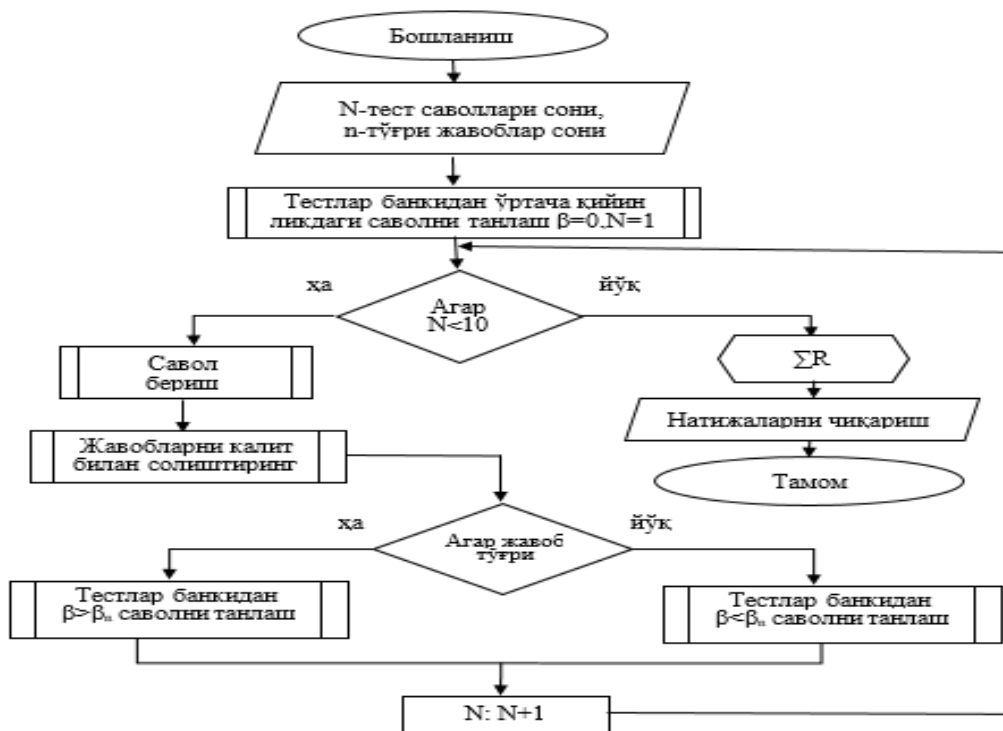 Бошланиш
N-тест саволлари сони,
n-тўғри жавоблар сони
Тестлар банкидан ўртача қийин
ликдаги саволни танлаш β=0.N=1
ҳа
йўқ
Агар
N<10
Савол
бериш
∑R
Жавобларни калит
билан солиштиринг
Натижаларни чиқариш
Тамом
ҳа
йўқ
Агар жавоб
тўғри
Тестлар банкидан
β>βₙ саволни танлаш
Тестлар банкидан
β<βₙ саволни танлаш
N: N+1